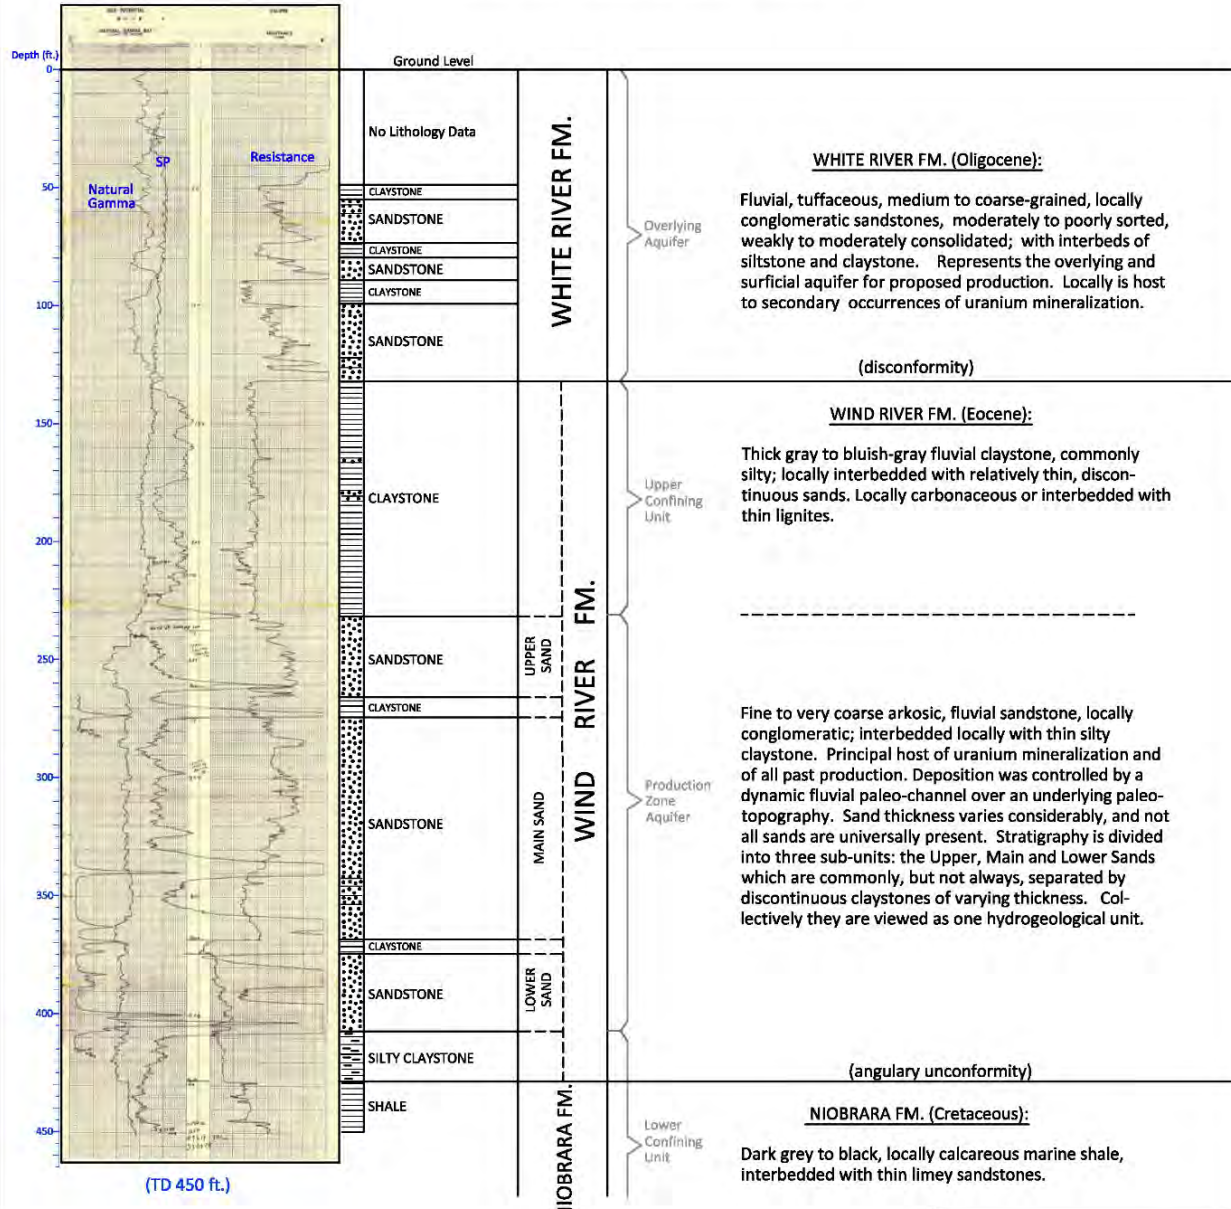 Depth (ft.)
Ground Level
0
50
100
150
200
250
300
350
400
450
SP
Resistance
Natural
Gamma
(TD 450 ft.)
No Lithology Data
CLAYSTONE
SANDSTONE
CLAYSTONE
SANDSTONE
CLAYSTONE
SANDSTONE
CLAYSTONE
SANDSTONE
CLAYSTONE
SANDSTONE
CLAYSTONE
SANDSTONE
SILTY CLAYSTONE
SHALE
UPPER
SAND
MAIN SAND
LOWER
SAND
WHITE RIVER FM.
WIND RIVER FM.
NIOBRARA FM.
Overlying
Aquifer
Upper
Confining
Unit
Production
Zone
Aquifer
Lower
Confining
Unit
WHITE RIVER FM. (Oligocene):
Fluvial, tuffaceous, medium to coarse-grained, locally
conglomeratic sandstones, moderately to poorly sorted,
weakly to moderately consolidated; with interbeds of
siltstone and claystone. Represents the overlying and
surficial aquifer for proposed production. Locally is host
to secondary occurrences of uranium mineralization.
(disconformity)
WIND RIVER FM. (Eocene):
Thick gray to bluish-gray fluvial claystone, commonly
silty; locally interbedded with relatively thin, discon-
tinuous sands. Locally carbonaceous or interbedded with
thin lignites.
Fine to very coarse arkosic, fluvial sandstone, locally
conglomeratic; interbedded locally with thin silty
claystone. Principal host of uranium mineralization and
of all past production. Deposition was controlled by a
dynamic fluvial paleo-channel over an underlying paleo-
topography. Sand thickness varies considerably, and not
all sands are universally present. Stratigraphy is divided
into three sub-units: the Upper, Main and Lower Sands
which are commonly, but not always, separated by
discontinuous claystones of varying thickness. Col-
lectively they are viewed as one hydrogeological unit.
(angulary unconformity)
NIOBRARA FM. (Cretaceous):
Dark grey to black, locally calcareous marine shale,
interbedded with thin limey sandstones.